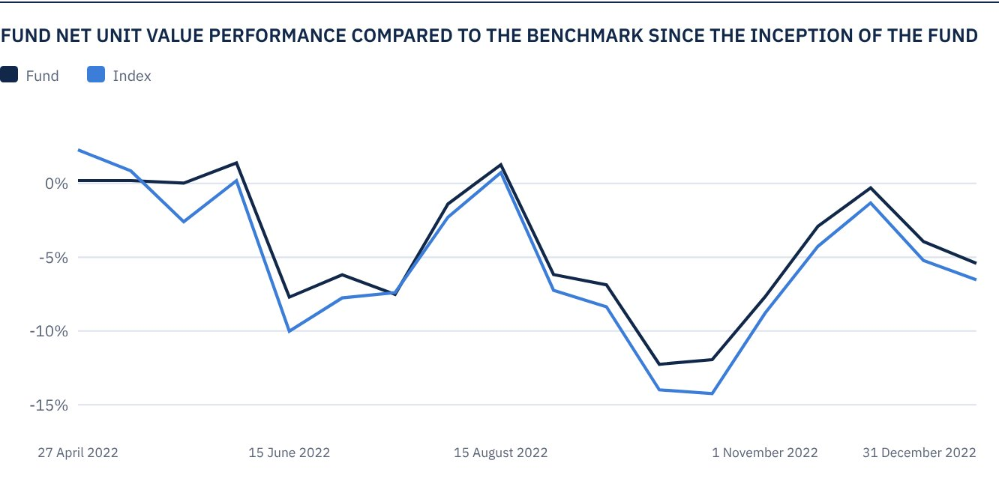 FUND NET UNIT VALUE PERFORMANCE COMPARED TO THE BENCHMARK SINCE THE INCEPTION OF THE FUND
Fund Index
0%
-5%
-10%
-15%
27 April 2022 15 June 2022 15 August 2022 1 November 2022 31 December 2022